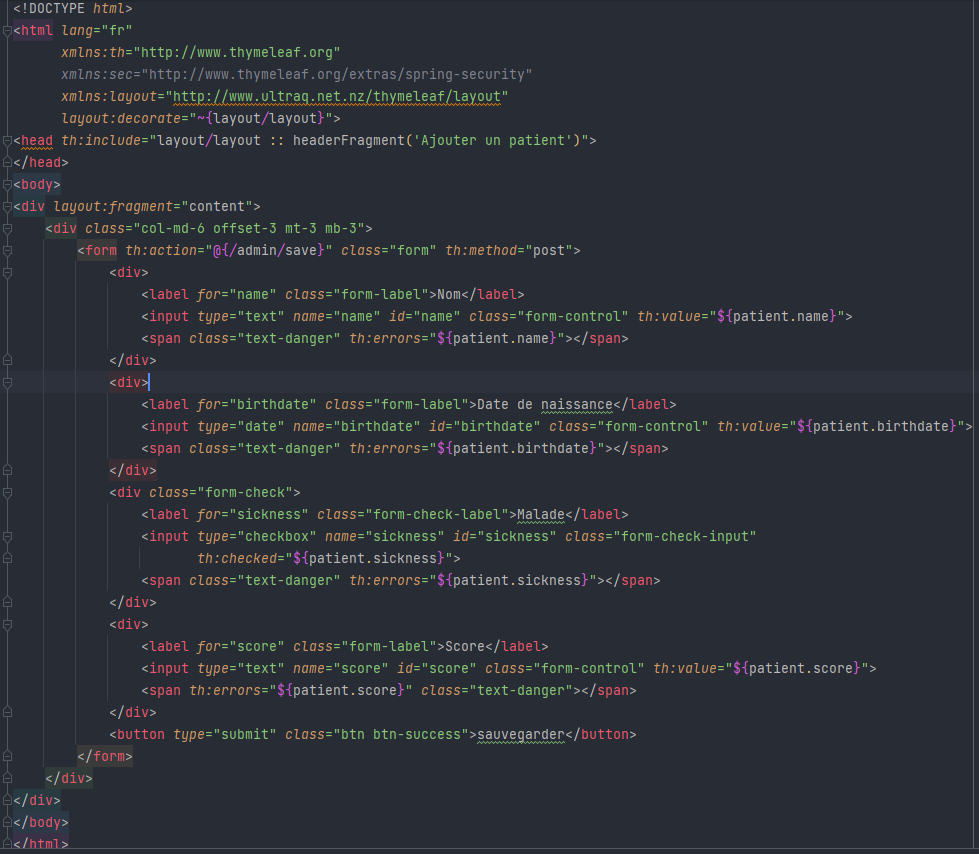 <!DOCTYPE html>
<html lang="fr"
      xmlns:th="http://www.thymeleaf.org"
      xmlns:sec="http://www.thymeleaf.org/extras/spring-security"
      xmlns:layout="http://www.ultraq.net.nz/thymeleaf/layout"
      layout:decorate="~{layout/layout}">
<head th:include="layout/layout :: headerFragment('Ajouter un patient')">
</head>
<body>
<div layout:fragment="content">
    <div class="col-md-6 offset-3 mt-3 mb-3">
        <form th:action="@{/admin/save}" class="form" th:method="post">
            <div>
                <label for="name" class="form-label">Nom</label>
                <input type="text" name="name" id="name" class="form-control" th:value="${patient.name}">
                <span class="text-danger" th:errors="${patient.name}"></span>
            </div>
            <div>
                <label for="birthdate" class="form-label">Date de naissance</label>
                <input type="date" name="birthdate" id="birthdate" class="form-control" th:value="${patient.birthdate}">
                <span class="text-danger" th:errors="${patient.birthdate}"></span>
            </div>
            <div class="form-check">
                <label for="sickness" class="form-check-label">Malade</label>
                <input type="checkbox" name="sickness" id="sickness" class="form-check-input"
                       th:checked="${patient.sickness}">
                <span class="text-danger" th:errors="${patient.sickness}"></span>
            </div>
            <div>
                <label for="score" class="form-label">Score</label>
                <input type="text" name="score" id="score" class="form-control" th:value="${patient.score}">
                <span th:errors="${patient.score}" class="text-danger"></span>
            </div>
            <button type="submit" class="btn btn-success">sauvegarder</button>
        </form>
    </div>
</div>
</body>
</html>